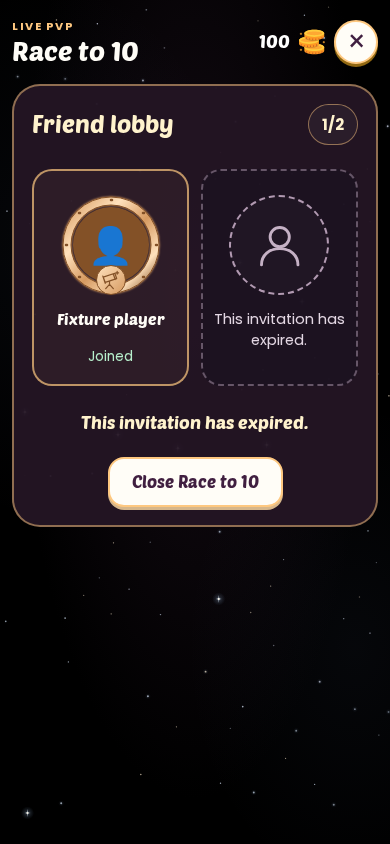 LIVE PVP
Race to 10
100
Friend lobby
1/2
Fixture player
Joined
This invitation has
expired.
This invitation has expired.
Close Race to 10